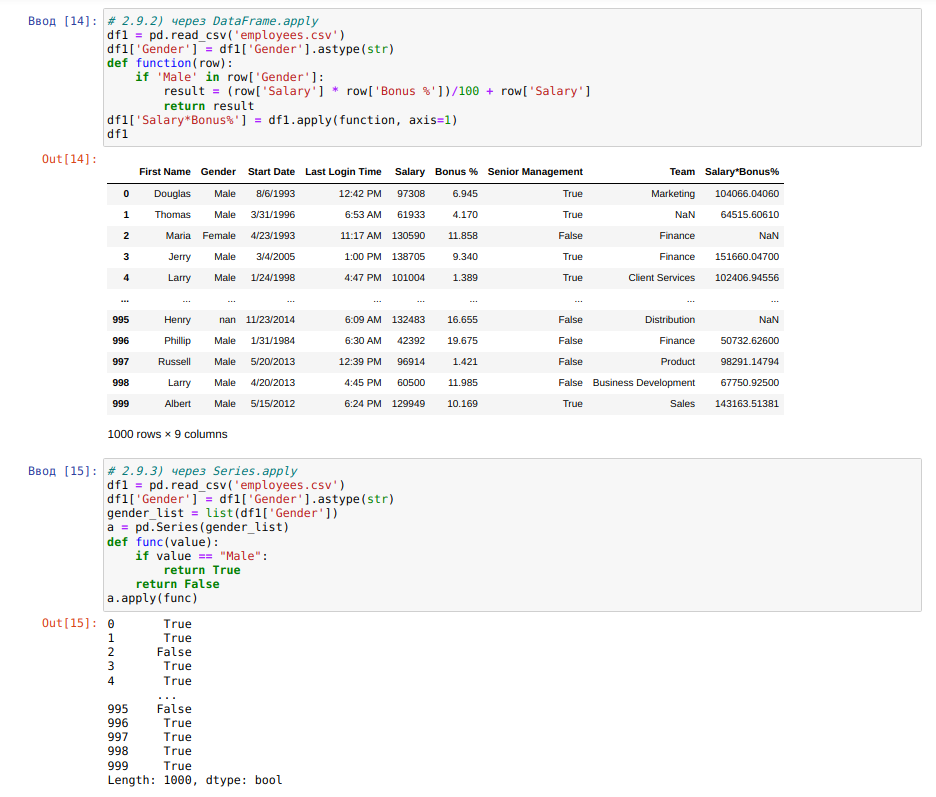 Ввод [14]:
# 2.9.2) через DataFrame.apply
df1 = pd.read_csv('employees.csv')
df1['Gender'] = df1['Gender'].astype(str)
def function(row):
    if 'Male' in row['Gender']:
        result = (row['Salary'] * row['Bonus %'])/100 + row['Salary']
        return result
df1['Salary*Bonus%'] = df1.apply(function, axis=1)
df1
Out[14]:
First Name Gender Start Date Last Login Time Salary Bonus % Senior Management Team Salary*Bonus%
0 Douglas Male 8/6/1993 12:42 PM 97308 6.945 True Marketing 104066.04060
1 Thomas Male 3/31/1996 6:53 AM 61933 4.170 True NaN 64515.60610
2 Maria Female 4/23/1993 11:17 AM 130590 11.858 False Finance NaN
3 Jerry Male 3/4/2005 1:00 PM 138705 9.340 True Finance 151660.04700
4 Larry Male 1/24/1998 4:47 PM 101004 1.389 True Client Services 102406.94556
... ... ... ... ... ... ... ... ... ...
995 Henry nan 11/23/2014 6:09 AM 132483 16.655 False Distribution NaN
996 Phillip Male 1/31/1984 6:30 AM 42392 19.675 False Finance 50732.62600
997 Russell Male 5/20/2013 12:39 PM 96914 1.421 False Product 98291.14794
998 Larry Male 4/20/2013 4:45 PM 60500 11.985 False Business Development 67750.92500
999 Albert Male 5/15/2012 6:24 PM 129949 10.169 True Sales 143163.51381
1000 rows × 9 columns
Ввод [15]:
# 2.9.3) через Series.apply
df1 = pd.read_csv('employees.csv')
df1['Gender'] = df1['Gender'].astype(str)
gender_list = list(df1['Gender'])
a = pd.Series(gender_list)
def func(value):
    if value == "Male":
        return True
    return False
a.apply(func)
Out[15]:
0 True
1 True
2 False
3 True
4 True
...
995 False
996 True
997 True
998 True
999 True
Length: 1000, dtype: bool